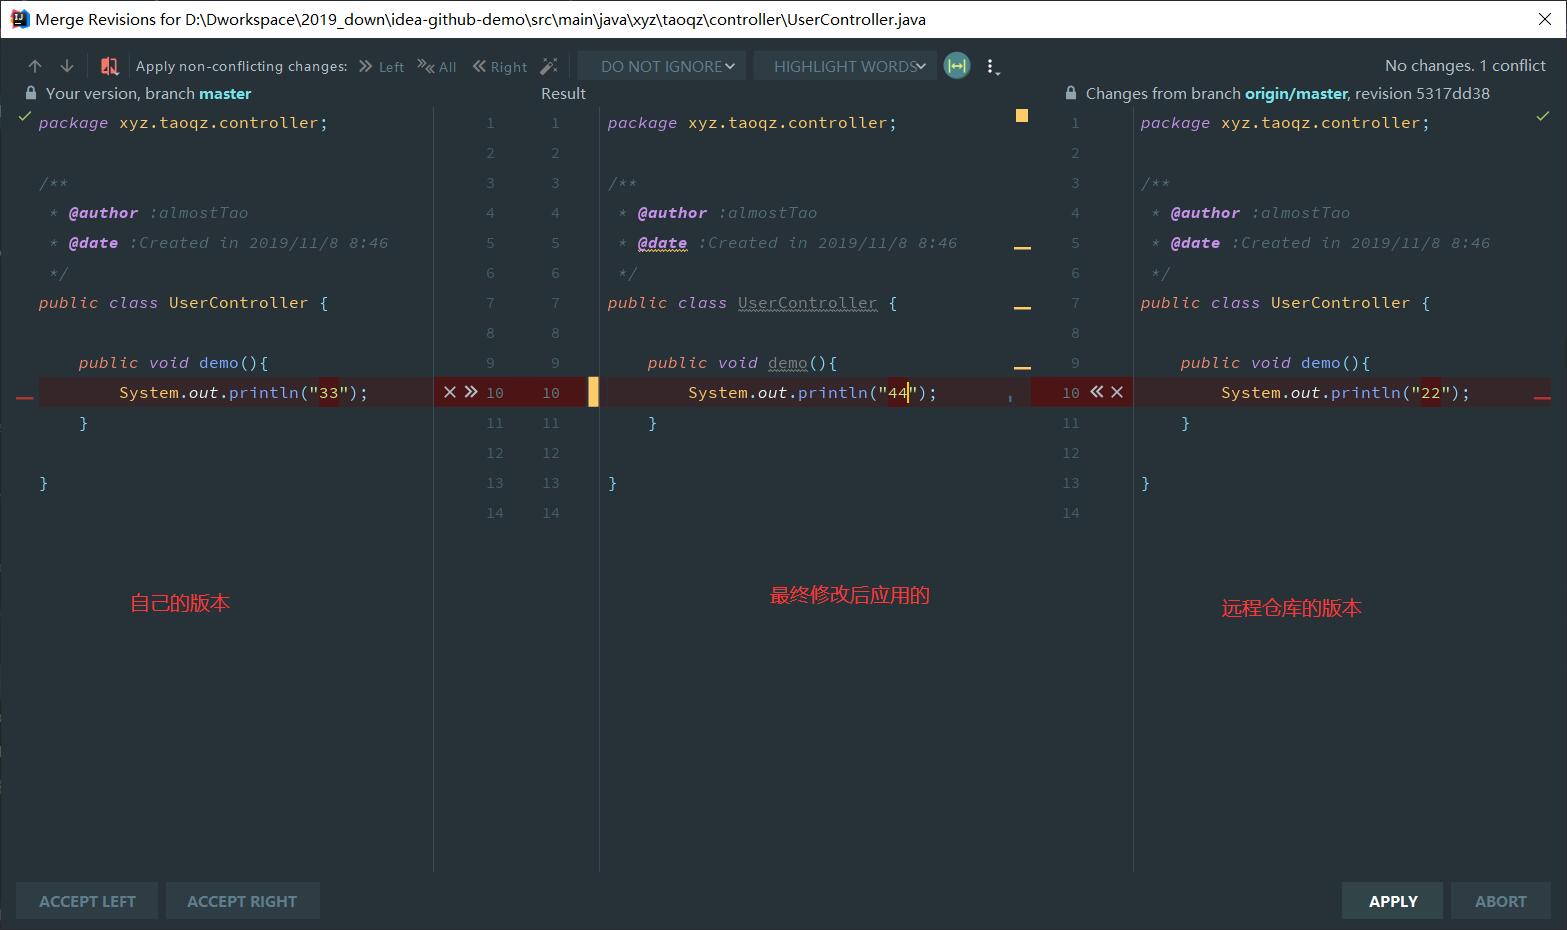 Merge Revisions for D:\Dworkspace\2019_down\idea-github-demo\src\main\java\xyz\taoqz\controller\UserController.java
Apply non-conflicting changes: Left All Right DO NOT IGNORE HIGHLIGHT WORDS No changes. 1 conflict
Your version, branch master
Result
Changes from branch origin/master, revision 5317dd38
package xyz.taoqz.controller; 1
2
/** 3
* @author :almostTao 4
* @date :Created in 2019/11/8 8:46 5
*/ 6
public class UserController { 7
8
public void demo(){ 9
System.out.println("33"); 10
} 11
12
} 13
14
自己的版本
1 package xyz.taoqz.controller;
2
3 /**
4 * @author :almostTao
5 * @date :Created in 2019/11/8 8:46
6 */
7 public class UserController {
8
9 public void demo(){
10 System.out.println("44");
11 }
12
13 }
14
最终修改后应用的
1 package xyz.taoqz.controller;
2
3 /**
4 * @author :almostTao
5 * @date :Created in 2019/11/8 8:46
6 */
7 public class UserController {
8
9 public void demo(){
10 System.out.println("22");
11 }
12
13 }
14
远程仓库的版本
ACCEPT LEFT ACCEPT RIGHT APPLY ABORT